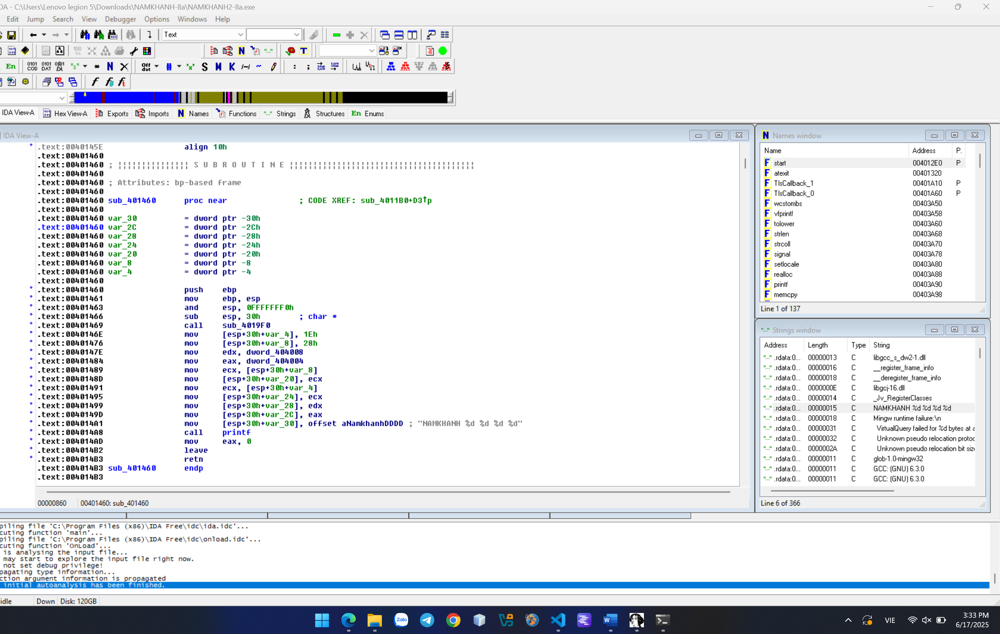 DA - C:\Users\Lenovo legion 5\Downloads\NAMKHANH-8a\NAMKHANH2-8a.exe
Edit Jump Search View Debugger Options Windows Help
Text
En
Off dat
IDA View-A Hex View-A Exports Imports Names Functions Strings Structures En Enums
IDA View-A
.text:0040145E align 10h
.text:00401460
.text:00401460 ; ¦¦¦¦¦¦¦¦¦¦¦¦¦¦¦ S U B R O U T I N E ¦¦¦¦¦¦¦¦¦¦¦¦¦¦¦¦¦¦¦¦¦¦¦¦¦¦¦¦¦¦¦¦¦¦¦¦¦¦¦
.text:00401460
.text:00401460 ; Attributes: bp-based frame
.text:00401460
.text:00401460 sub_401460 proc near ; CODE XREF: sub_4011B0+D3↑p
.text:00401460
.text:00401460 var_30 = dword ptr -30h
.text:00401460 var_2C = dword ptr -2Ch
.text:00401460 var_28 = dword ptr -28h
.text:00401460 var_24 = dword ptr -24h
.text:00401460 var_20 = dword ptr -20h
.text:00401460 var_8 = dword ptr -8
.text:00401460 var_4 = dword ptr -4
.text:00401460
.text:00401460 push ebp
.text:00401461 mov ebp, esp
.text:00401463 and esp, 0FFFFFFF0h
.text:00401466 sub esp, 30h ; char *
.text:00401469 call sub_4019F0
.text:0040146E mov [esp+30h+var_4], 1Eh
.text:00401476 mov [esp+30h+var_8], 28h
.text:0040147E mov edx, dword_404008
.text:00401484 mov eax, dword_404004
.text:00401489 mov ecx, [esp+30h+var_8]
.text:0040148D mov [esp+30h+var_20], ecx
.text:00401491 mov ecx, [esp+30h+var_4]
.text:00401495 mov [esp+30h+var_24], ecx
.text:00401499 mov [esp+30h+var_28], edx
.text:0040149D mov [esp+30h+var_2C], eax
.text:004014A1 mov [esp+30h+var_30], offset aNamkhanhDDDD ; "NAMKHANH %d %d %d %d"
.text:004014A8 call printf
.text:004014AD mov eax, 0
.text:004014B2 leave
.text:004014B3 retn
.text:004014B3 sub_401460 endp
.text:004014B3
00000860 00401460: sub_401460
Names window
Name Address P.
start 004012E0 P
atexit 00401320
TlsCallback_1 00401A10 P
TlsCallback_0 00401A60 P
wcstombs 00403A50
vfprintf 00403A58
tolower 00403A60
strlen 00403A68
strcoll 00403A70
signal 00403A78
setlocale 00403A80
realloc 00403A88
printf 00403A90
memcpy 00403A98
Line 1 of 137
Strings window
Address Length Type String
.rdata:0... 00000013 C libgcc_s_dw2-1.dll
.rdata:0... 00000016 C __register_frame_info
.rdata:0... 00000018 C __deregister_frame_info
.rdata:0... 0000000E C libgcj-16.dll
.rdata:0... 00000014 C _Jv_RegisterClasses
.rdata:0... 00000015 C NAMKHANH %d %d %d %d
.rdata:0... 00000018 C Mingw runtime failure:\n
.rdata:0... 00000031 C VirtualQuery failed for %d bytes at a
.rdata:0... 00000032 C Unknown pseudo relocation protoc
.rdata:0... 0000002A C Unknown pseudo relocation bit siz
.rdata:0... 00000011 C glob-1.0-mingw32
.rdata:0... 00000011 C GCC: (GNU) 6.3.0
.rdata:0... 00000011 C GCC: (GNU) 6.3.0
Line 6 of 366
piling file 'C:\Program Files (x86)\IDA Free\idc\ida.idc'...
cuting function 'main'...
piling file 'C:\Program Files (x86)\IDA Free\idc\onload.idc'...
cuting function 'OnLoad'...
is analysing the input file...
may start to explore the input file right now.
not set debug privilege!
pagating type information...
ction argument information is propagated
initial autoanalysis has been finished.
idle Down Disk: 120GB
Zalo
VIE
3:33 PM
6/17/2025